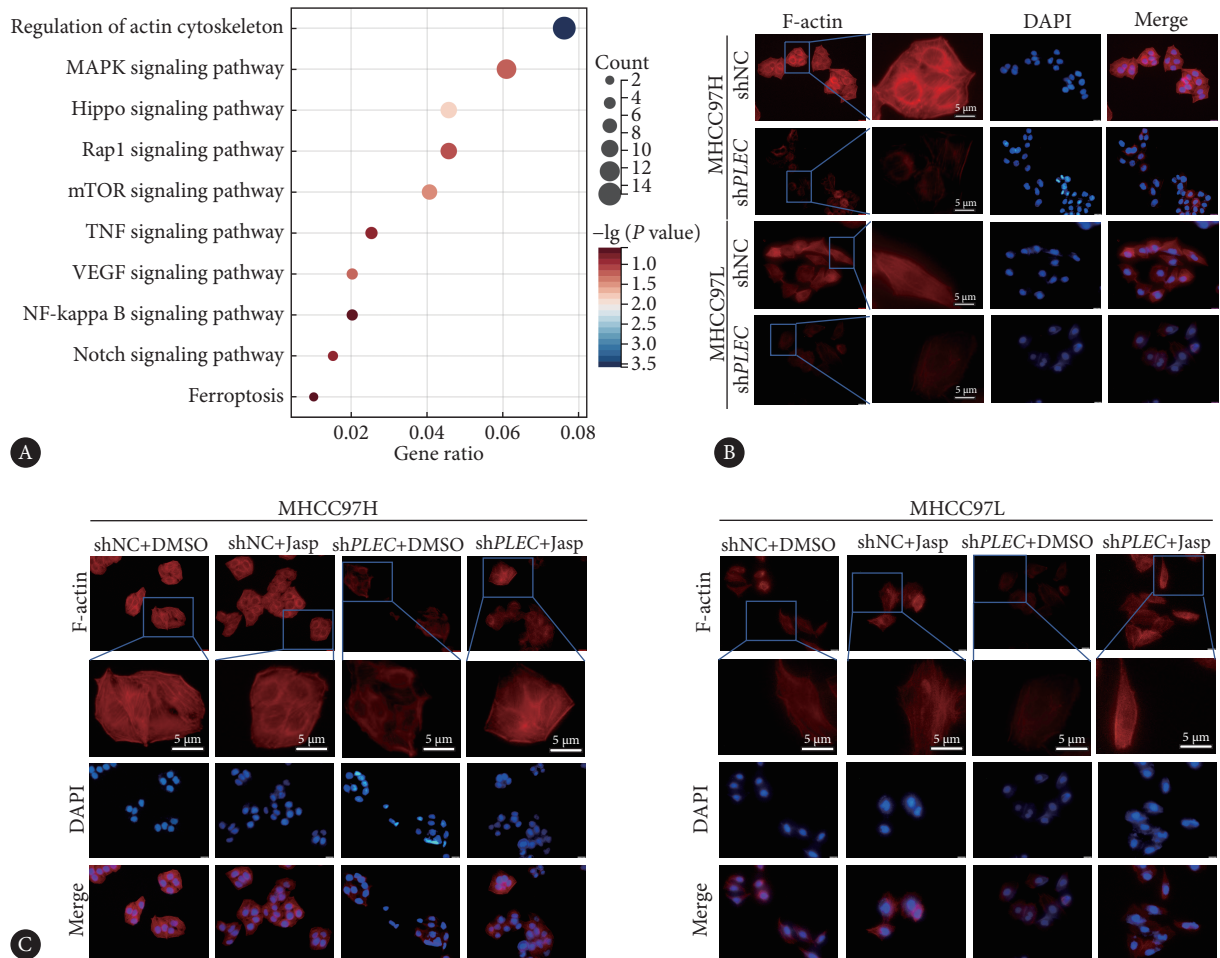 Regulation of actin cytoskeleton
MAPK signaling pathway
Hippo signaling pathway
Rap1 signaling pathway
mTOR signaling pathway
TNF signaling pathway
VEGF signaling pathway
NF-kappa B signaling pathway
Notch signaling pathway
Ferroptosis
0.02 0.04 0.06 0.08
Gene ratio
Count
2
4
6
8
10
12
14
−lg (P value)
1.0
1.5
2.0
2.5
3.0
3.5
A
F-actin DAPI Merge
MHCC97H
shNC
5 μm
shPLEC
5 μm
MHCC97L
shNC
5 μm
shPLEC
5 μm
B
MHCC97H
shNC+DMSO shNC+Jasp shPLEC+DMSO shPLEC+Jasp
F-actin
5 μm 5 μm 5 μm 5 μm
DAPI
Merge
MHCC97L
shNC+DMSO shNC+Jasp shPLEC+DMSO shPLEC+Jasp
F-actin
5 μm 5 μm 5 μm 5 μm
DAPI
Merge
C